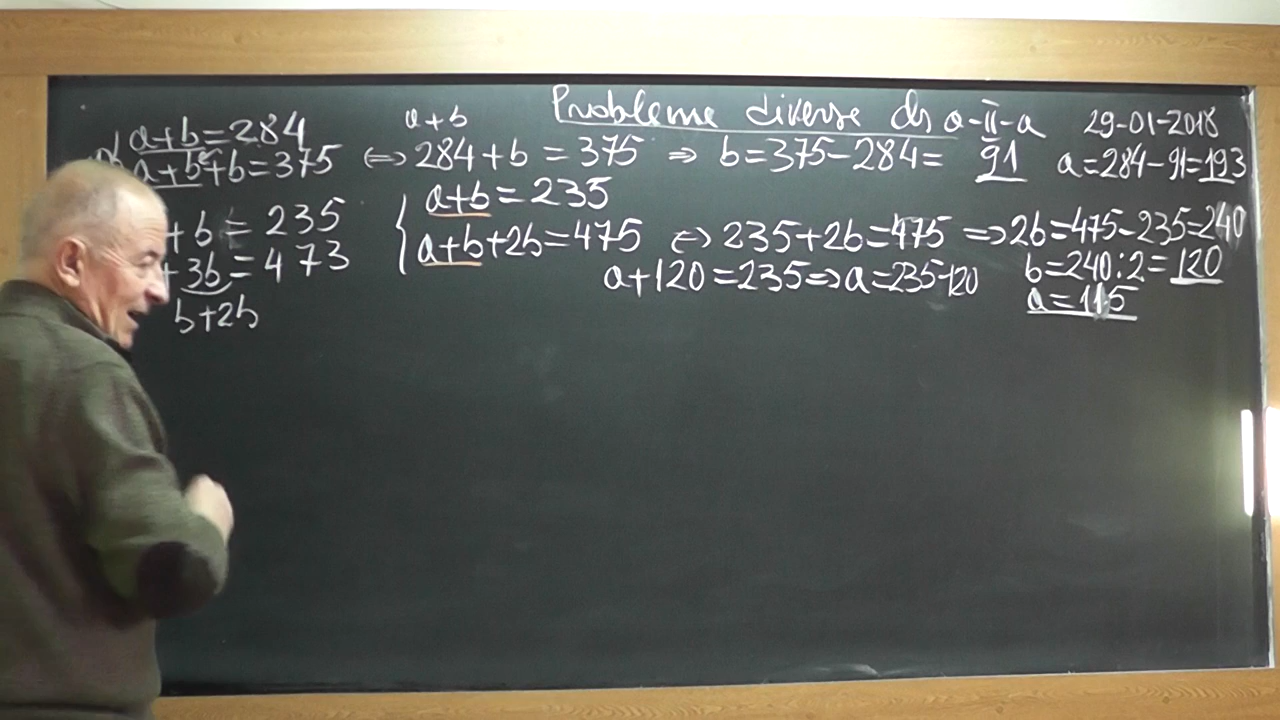 Probleme diverse cls a-II-a 29-01-2018
a+b=284
a+b
a+b+b=375 ⇔ 284+b=375 ⇒ b=375-284= 91 a=284-91=193
+b=235
+3b=473
b+2b
a+b=235
a+b+2b=475 ⇔ 235+2b=475 ⇒ 2b=475-235=240
a+120=235 ⇒ a=235-120
b=240:2=120
a=115